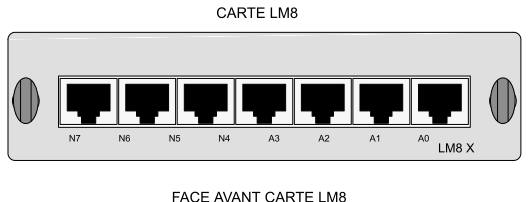 CARTE LM8
N7 N6 N5 N4 A3 A2 A1 A0
LM8 X
FACE AVANT CARTE LM8